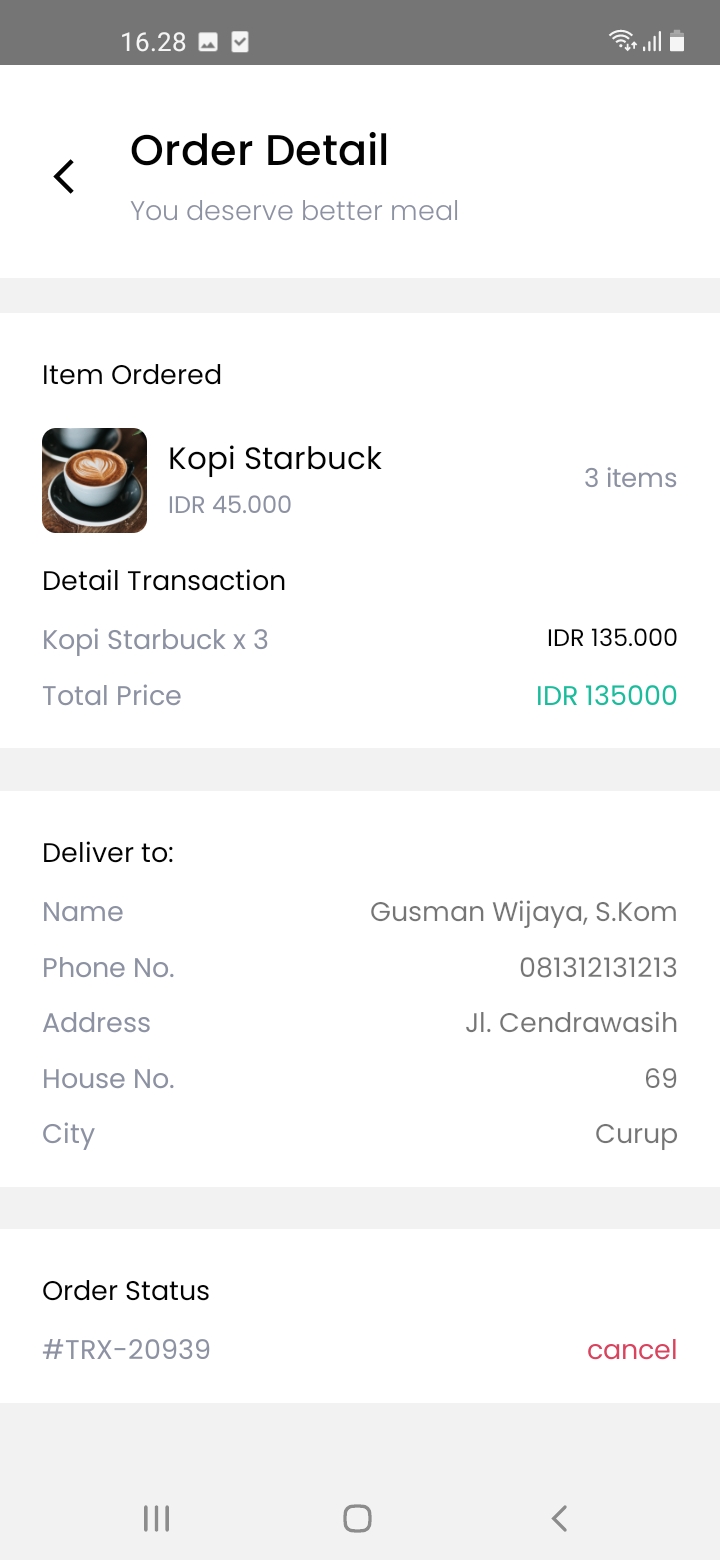 16.28
Order Detail
You deserve better meal
Item Ordered
Kopi Starbuck
IDR 45.000
3 items
Detail Transaction
Kopi Starbuck x 3 IDR 135.000
Total Price IDR 135000
Deliver to:
Name Gusman Wijaya, S.Kom
Phone No. 081312131213
Address Jl. Cendrawasih
House No. 69
City Curup
Order Status
#TRX-20939 cancel